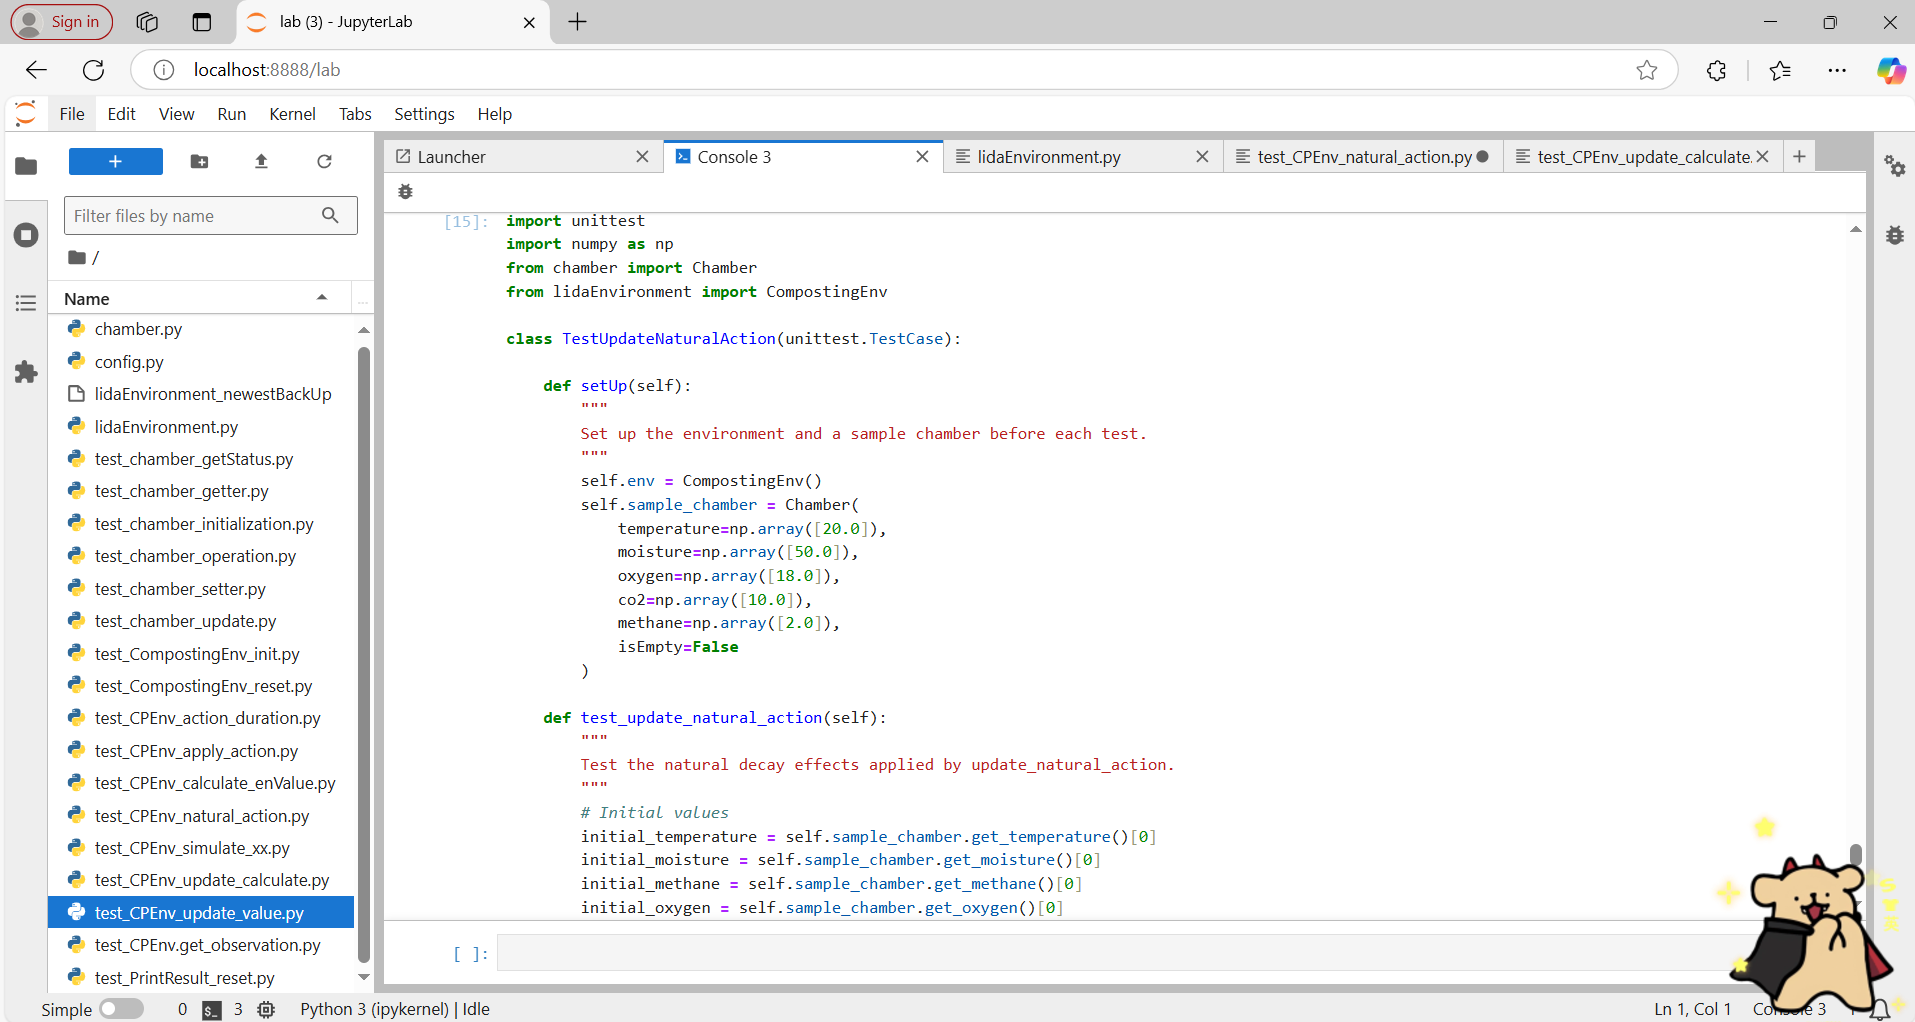 Sign in
lab (3) - JupyterLab
localhost:8888/lab
File Edit View Run Kernel Tabs Settings Help
Launcher
Console 3
lidaEnvironment.py
test_CPEnv_natural_action.py
test_CPEnv_update_calculate.
Filter files by name
/
Name
...
chamber.py
config.py
lidaEnvironment_newestBackUp
lidaEnvironment.py
test_chamber_getStatus.py
test_chamber_getter.py
test_chamber_initialization.py
test_chamber_operation.py
test_chamber_setter.py
test_chamber_update.py
test_CompostingEnv_init.py
test_CompostingEnv_reset.py
test_CPEnv_action_duration.py
test_CPEnv_apply_action.py
test_CPEnv_calculate_enValue.py
test_CPEnv_natural_action.py
test_CPEnv_simulate_xx.py
test_CPEnv_update_calculate.py
test_CPEnv_update_value.py
test_CPEnv.get_observation.py
test_PrintResult_reset.py
[15]: import unittest
import numpy as np
from chamber import Chamber
from lidaEnvironment import CompostingEnv
class TestUpdateNaturalAction(unittest.TestCase):
def setUp(self):
"""
Set up the environment and a sample chamber before each test.
"""
self.env = CompostingEnv()
self.sample_chamber = Chamber(
temperature=np.array([20.0]),
moisture=np.array([50.0]),
oxygen=np.array([18.0]),
co2=np.array([10.0]),
methane=np.array([2.0]),
isEmpty=False
)
def test_update_natural_action(self):
"""
Test the natural decay effects applied by update_natural_action.
"""
# Initial values
initial_temperature = self.sample_chamber.get_temperature()[0]
initial_moisture = self.sample_chamber.get_moisture()[0]
initial_methane = self.sample_chamber.get_methane()[0]
initial_oxygen = self.sample_chamber.get_oxygen()[0]
[ ]:
Simple 0 3 Python 3 (ipykernel) | Idle
Ln 1, Col 1